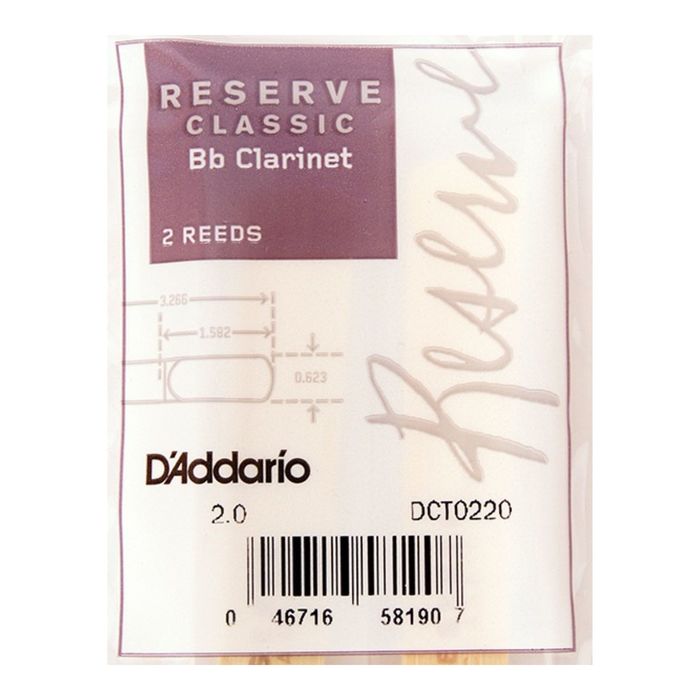 RESERVE
CLASSIC
Bb Clarinet
2 REEDS
Reserve
3.266
1.582
0.623
D'Addario
2.0 DCT0220
0 46716 58190 7